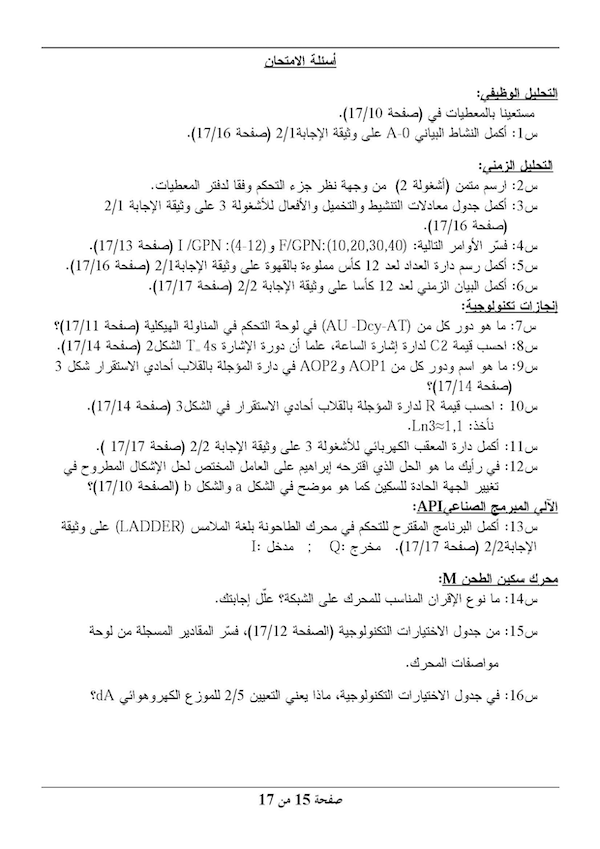 أسئلة الامتحان
التحليل الوظيفي:
مستعينا بالمعطيات في (صفحة 17/10).
س1: أكمل النشاط البياني A-0 على وثيقة الإجابة2/1 (صفحة 17/16).
التحليل الزمني:
س2: ارسم متمن (أشغولة 2) من وجهة نظر جزء التحكم وفقا لدفتر المعطيات.
س3: أكمل جدول معادلات التنشيط والتخميل والأفعال للأشغولة 3 على وثيقة الإجابة 2/1
(صفحة 17/16).
س4: فسّر الأوامر التالية: F/GPN:(10,20,30,40) و I /GPN :(4-12) (صفحة 17/13).
س5: أكمل رسم دارة العداد لعد 12 كأس مملوءة بالقهوة على وثيقة الإجابة2/1 (صفحة 17/16).
س6: أكمل البيان الزمني لعد 12 كأسا على وثيقة الإجابة 2/2 (صفحة 17/17).
إنجازات تكنولوجية:
س7: ما هو دور كل من (AU -Dcy-AT) في لوحة التحكم في المناولة الهيكلية (صفحة 17/11)؟
س8: احسب قيمة C2 لدارة إشارة الساعة، علما أن دورة الإشارة T_ 4s الشكل2 (صفحة 17/14).
س9: ما هو اسم ودور كل من AOP1 وAOP2 في دارة المؤجلة بالقلاب أحادي الاستقرار شكل 3
(صفحة 17/14)؟
س10 : احسب قيمة R لدارة المؤجلة بالقلاب أحادي الاستقرار في الشكل3 (صفحة 17/14).
نأخذ: Ln3≈1,1.
س11: أكمل دارة المعقب الكهربائي للأشغولة 3 على وثيقة الإجابة 2/2 (صفحة 17/17 ).
س12: في رأيك ما هو الحل الذي اقترحه إبراهيم على العامل المختص لحل الإشكال المطروح في
تغيير الجهة الحادة للسكين كما هو موضح في الشكل a والشكل b (الصفحة 17/10)؟
الآلي المبرمج الصناعيAPI:
س13: أكمل البرنامج المقترح للتحكم في محرك الطاحونة بلغة الملامس (LADDER) على وثيقة
الإجابة2/2 (صفحة 17/17). مخرج :Q ; مدخل :I
محرك سكين الطحن M:
س14: ما نوع الإقران المناسب للمحرك على الشبكة؟ علّل إجابتك.
س15: من جدول الاختيارات التكنولوجية (الصفحة 17/12)، فسّر المقادير المسجلة من لوحة
مواصفات المحرك.
س16: في جدول الاختيارات التكنولوجية، ماذا يعني التعيين 2/5 للموزع الكهروهوائي dA؟
صفحة 15 من 17